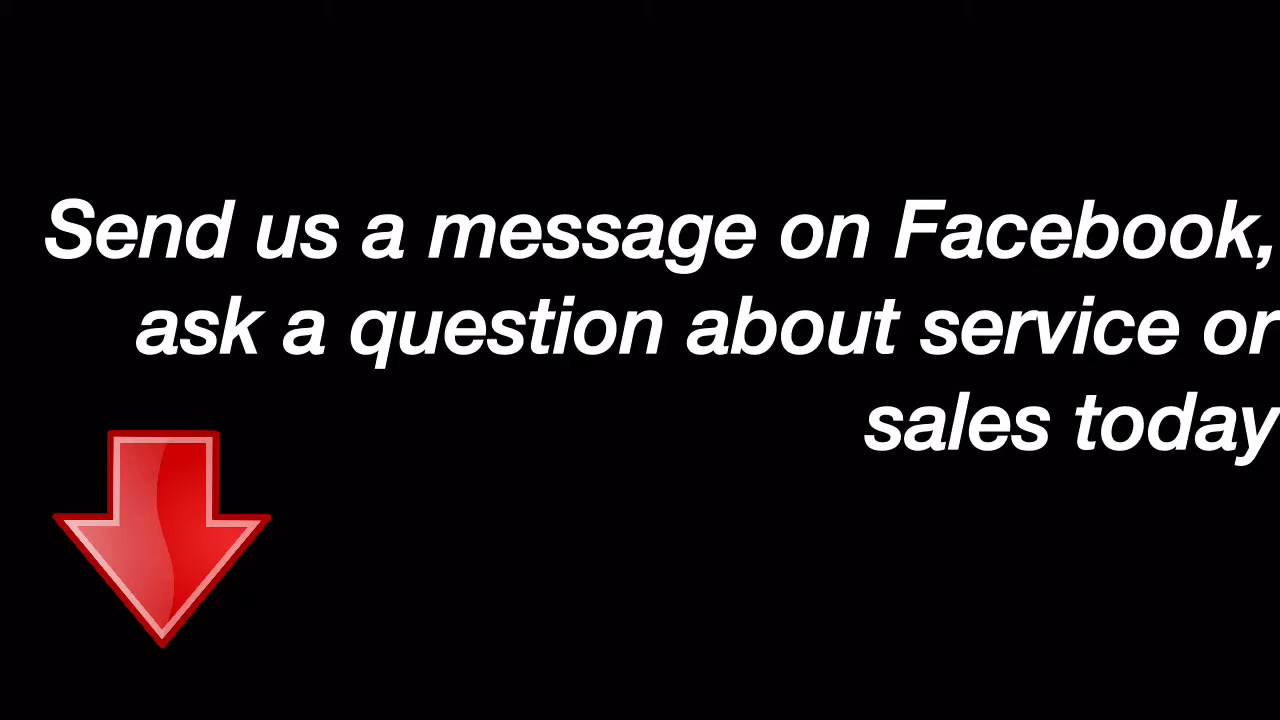 Send us a message on Facebook,
ask a question about service or
sales today